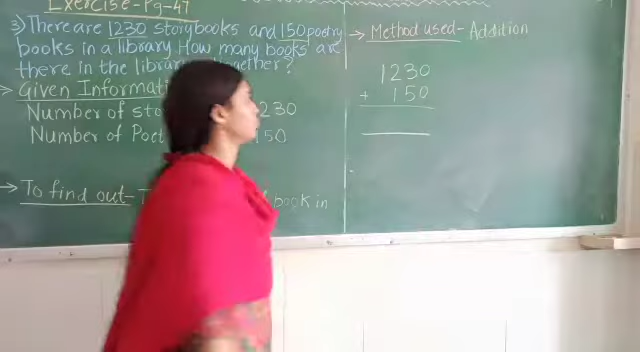 Exercise-Pg-47
3) There are 1230 storybooks and 150 poetry
books in a library. How many books are
there in the library together?
→ Given Informati
Number of sto 230
Number of Poet 150
→ To find out- T book in
→ Method used- Addition
1230
+ 150